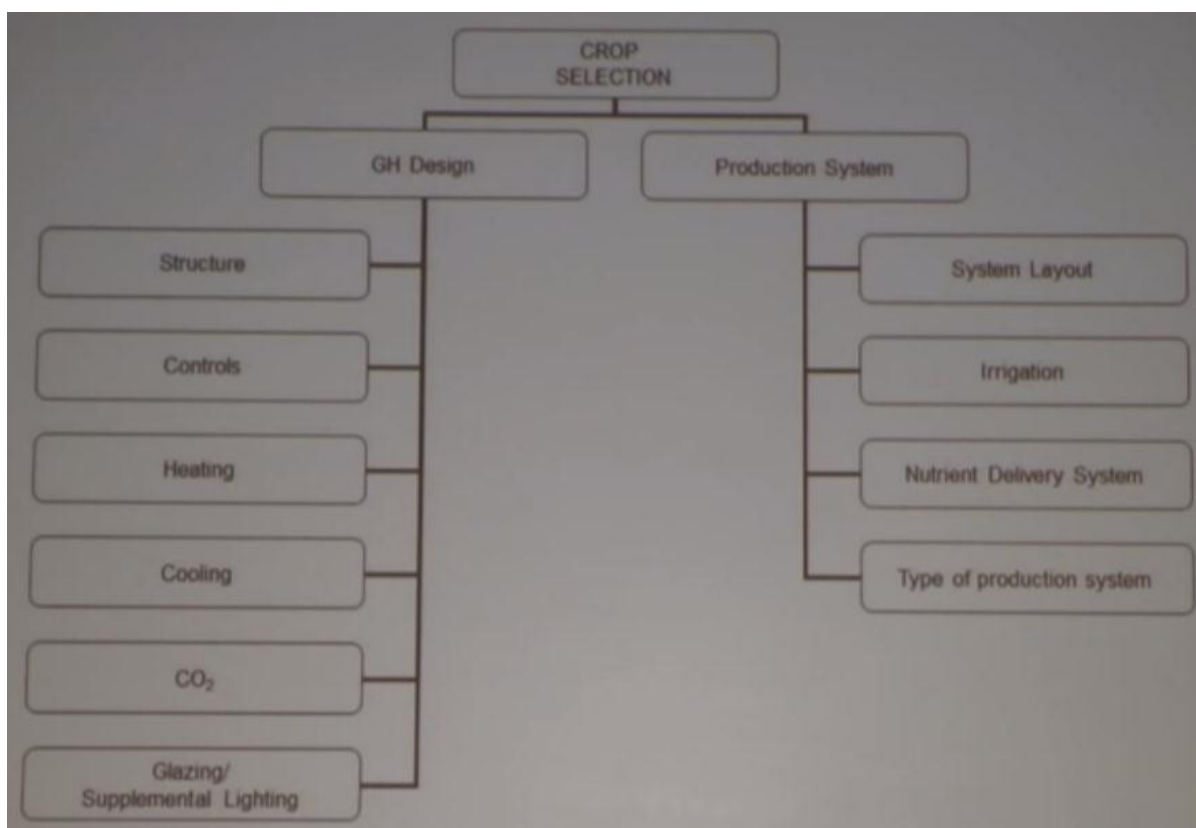 CROP
SELECTION
GH Design
Production System
Structure
Controls
Heating
Cooling
CO₂
Glazing/
Supplemental Lighting
System Layout
Irrigation
Nutrient Delivery System
Type of production system